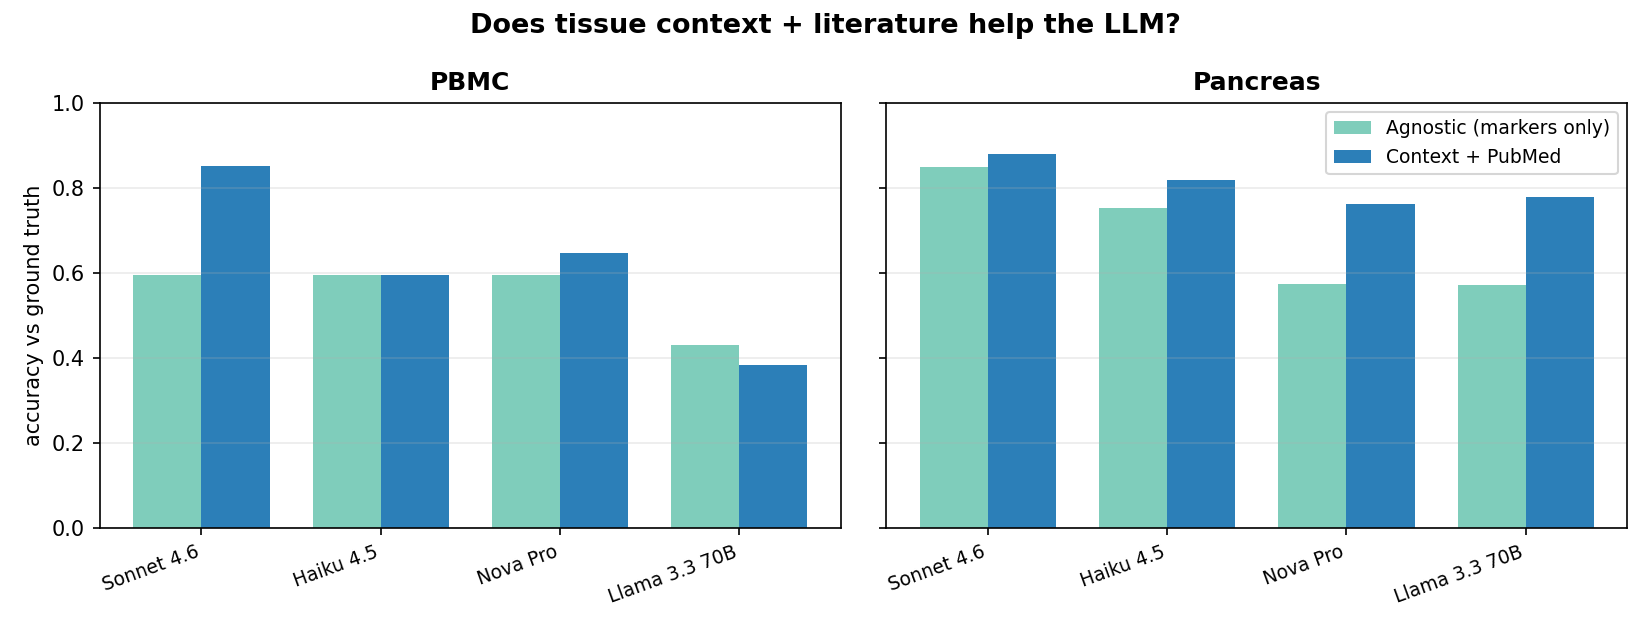 Does tissue context + literature help the LLM?
PBMC
accuracy vs ground truth
1.0
0.8
0.6
0.4
0.2
0.0
Sonnet 4.6
Haiku 4.5
Nova Pro
Llama 3.3 70B
Pancreas
Agnostic (markers only)
Context + PubMed
Sonnet 4.6
Haiku 4.5
Nova Pro
Llama 3.3 70B